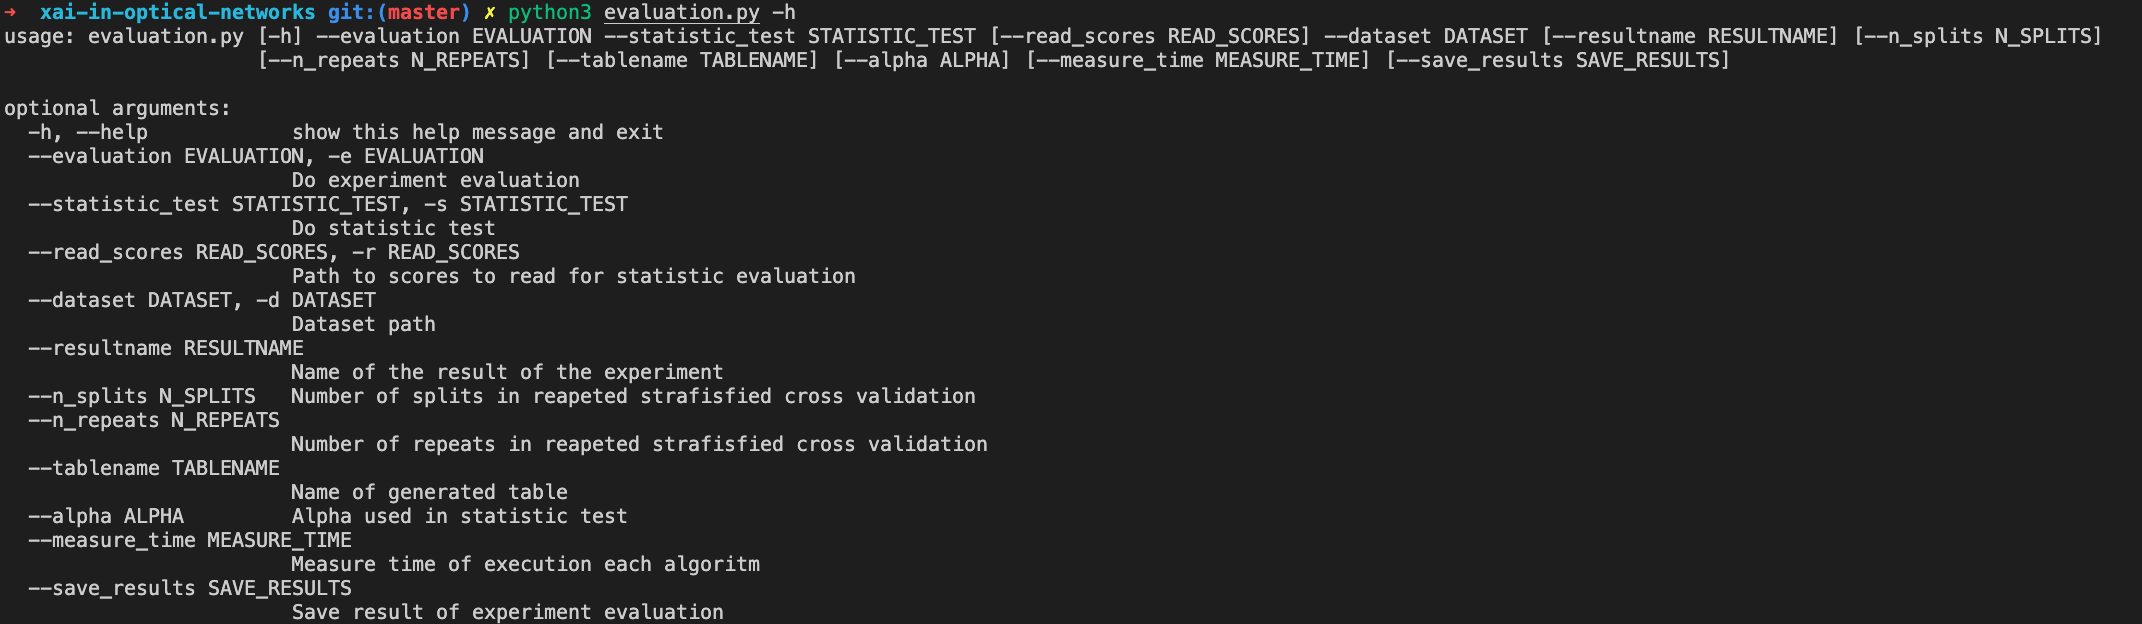 ➜  xai-in-optical-networks git:(master) ✗ python3 evaluation.py -h
usage: evaluation.py [-h] --evaluation EVALUATION --statistic_test STATISTIC_TEST [--read_scores READ_SCORES] --dataset DATASET [--resultname RESULTNAME] [--n_splits N_SPLITS]
                     [--n_repeats N_REPEATS] [--tablename TABLENAME] [--alpha ALPHA] [--measure_time MEASURE_TIME] [--save_results SAVE_RESULTS]

optional arguments:
  -h, --help            show this help message and exit
  --evaluation EVALUATION, -e EVALUATION
                        Do experiment evaluation
  --statistic_test STATISTIC_TEST, -s STATISTIC_TEST
                        Do statistic test
  --read_scores READ_SCORES, -r READ_SCORES
                        Path to scores to read for statistic evaluation
  --dataset DATASET, -d DATASET
                        Dataset path
  --resultname RESULTNAME
                        Name of the result of the experiment
  --n_splits N_SPLITS   Number of splits in reapeted strafisfied cross validation
  --n_repeats N_REPEATS
                        Number of repeats in reapeted strafisfied cross validation
  --tablename TABLENAME
                        Name of generated table
  --alpha ALPHA         Alpha used in statistic test
  --measure_time MEASURE_TIME
                        Measure time of execution each algoritm
  --save_results SAVE_RESULTS
                        Save result of experiment evaluation